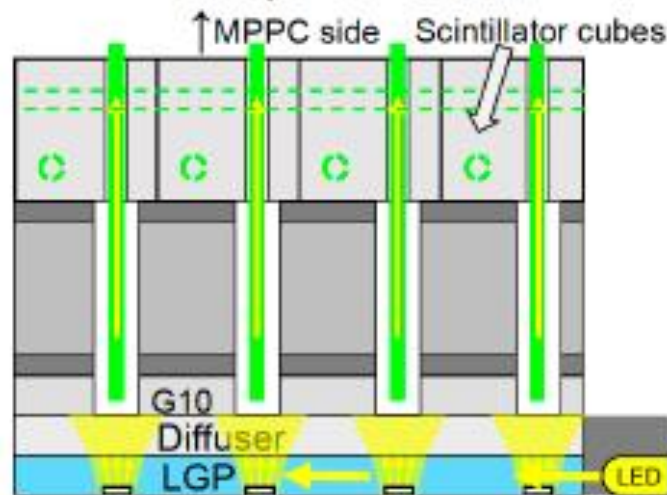 ↑MPPC side
Scintillator cubes
G10
Diffuser
LGP
LED